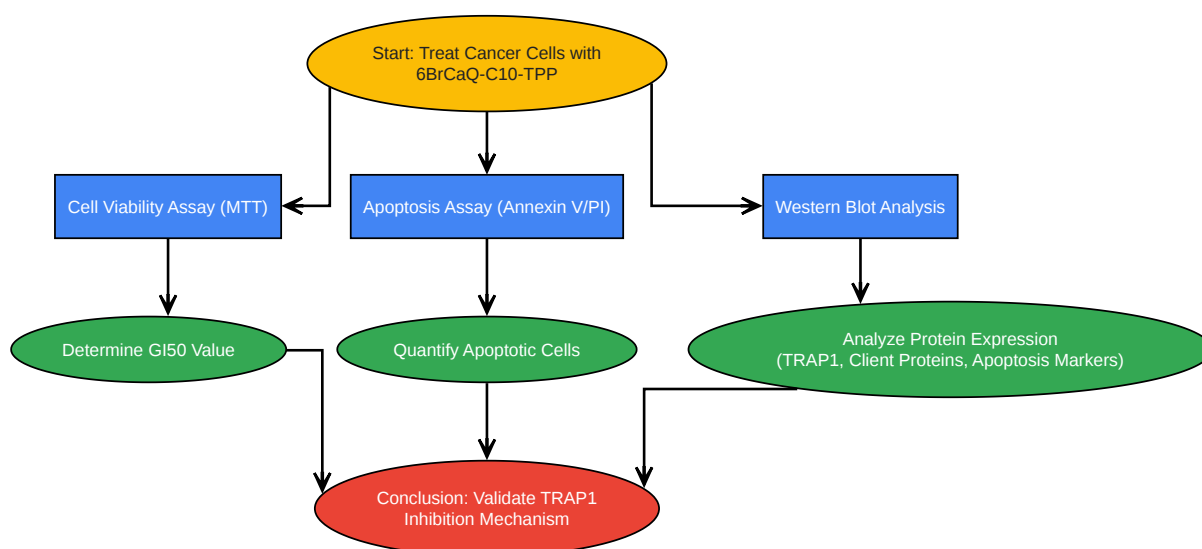 Start: Treat Cancer Cells with
6BrCaQ-C10-TPP
Cell Viability Assay (MTT)
Apoptosis Assay (Annexin V/PI)
Western Blot Analysis
Determine GI50 Value
Quantify Apoptotic Cells
Analyze Protein Expression
(TRAP1, Client Proteins, Apoptosis Markers)
Conclusion: Validate TRAP1
Inhibition Mechanism